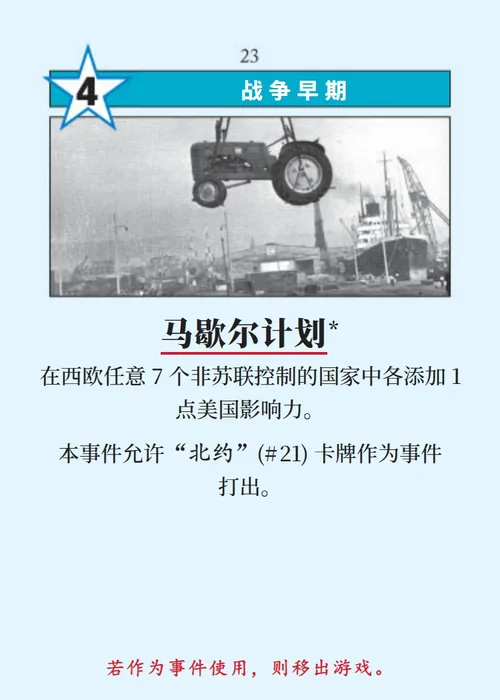 23
4
战争早期
马歇尔计划*
在西欧任意 7 个非苏联控制的国家中各添加 1
点美国影响力。
本事件允许“北约”(#21) 卡牌作为事件
打出。
若作为事件使用，则移出游戏。